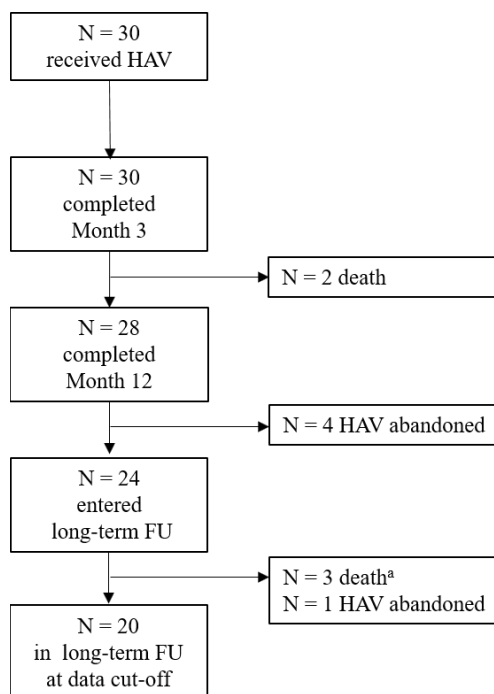 N = 30
received HAV
N = 30
completed
Month 3
N = 2 death
N = 28
completed
Month 12
N = 4 HAV abandoned
N = 24
entered
long-term FU
N = 3 deathᵃ
N = 1 HAV abandoned
N = 20
in long-term FU
at data cut-off